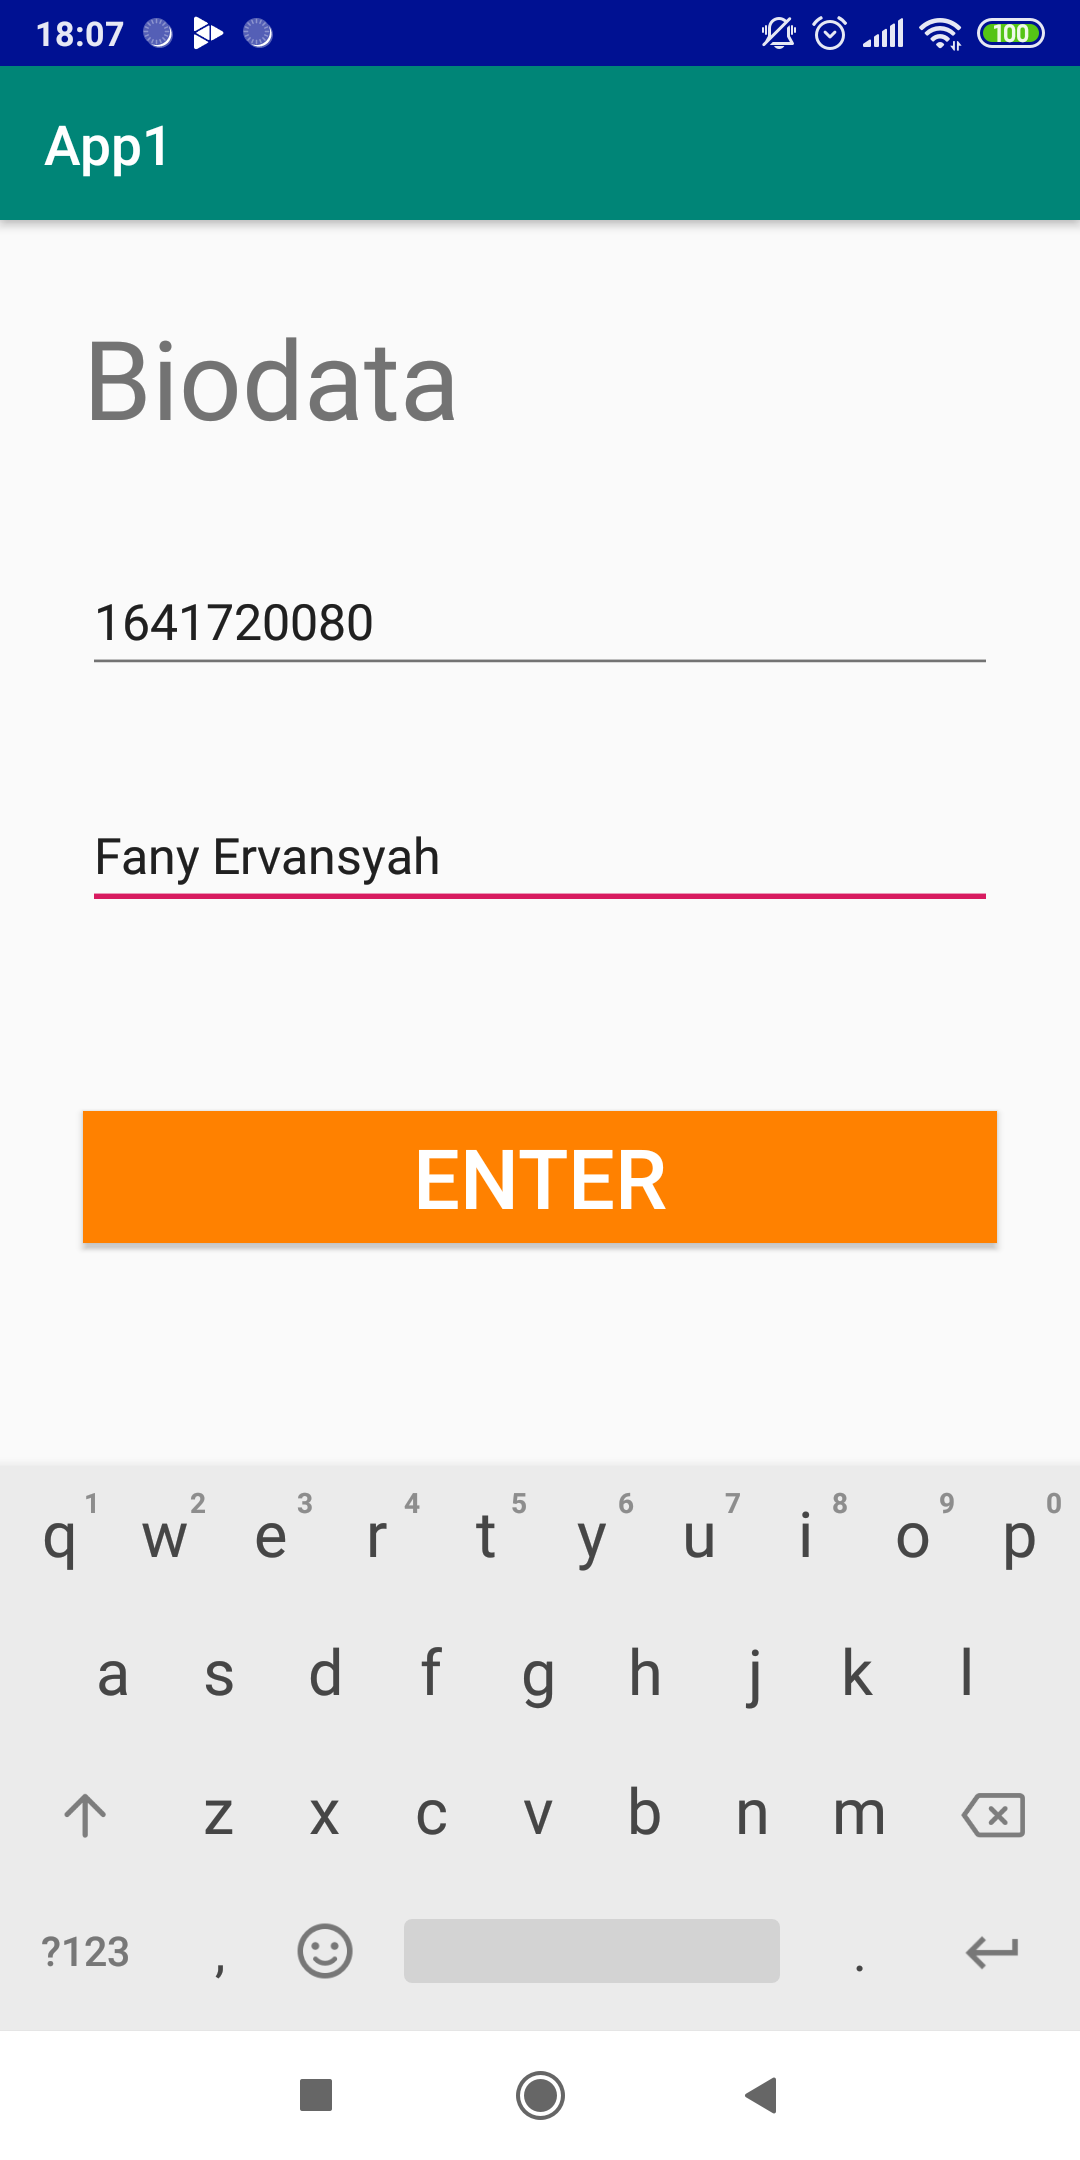 18:07 100
App1
Biodata
1641720080
Fany Ervansyah
ENTER
1 2 3 4 5 6 7 8 9 0
q w e r t y u i o p
a s d f g h j k l
z x c v b n m
?123 , .